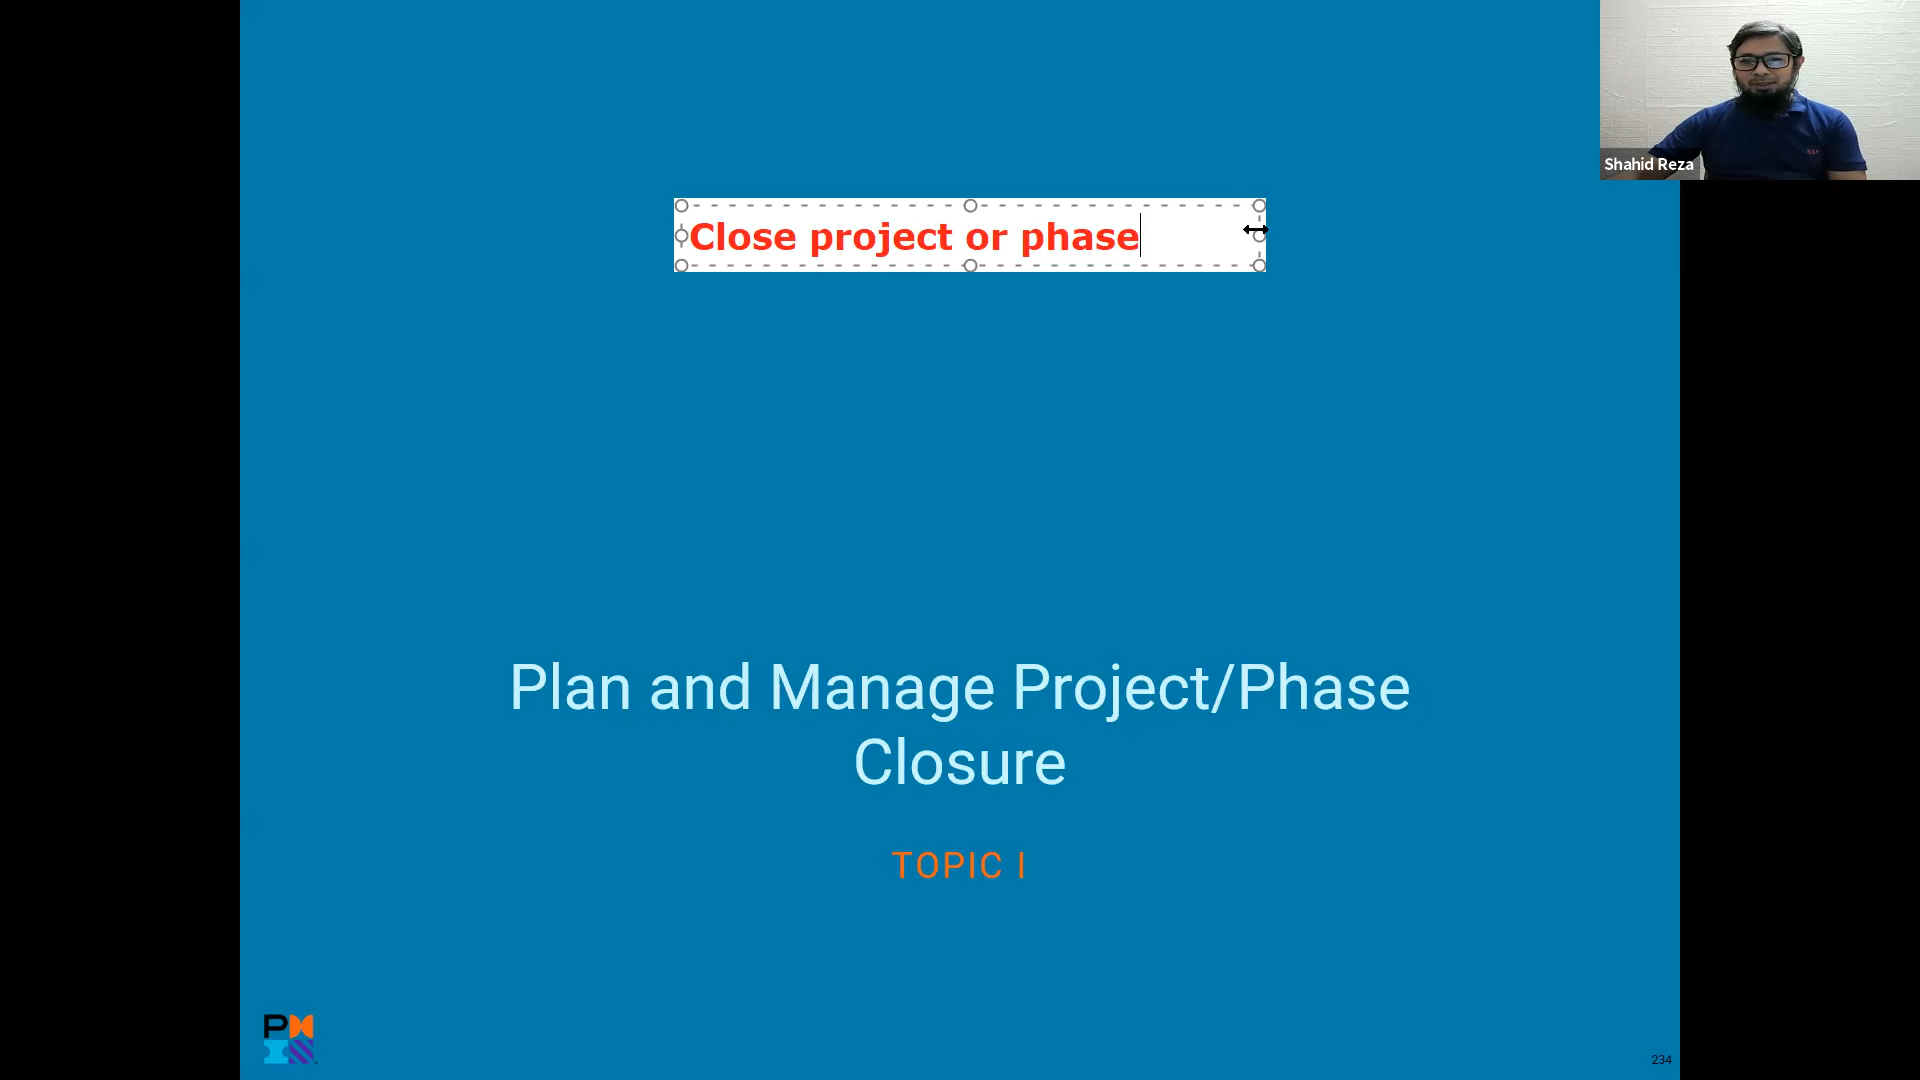 Shahid Reza
Close project or phase
Plan and Manage Project/Phase
Closure
TOPIC I
234